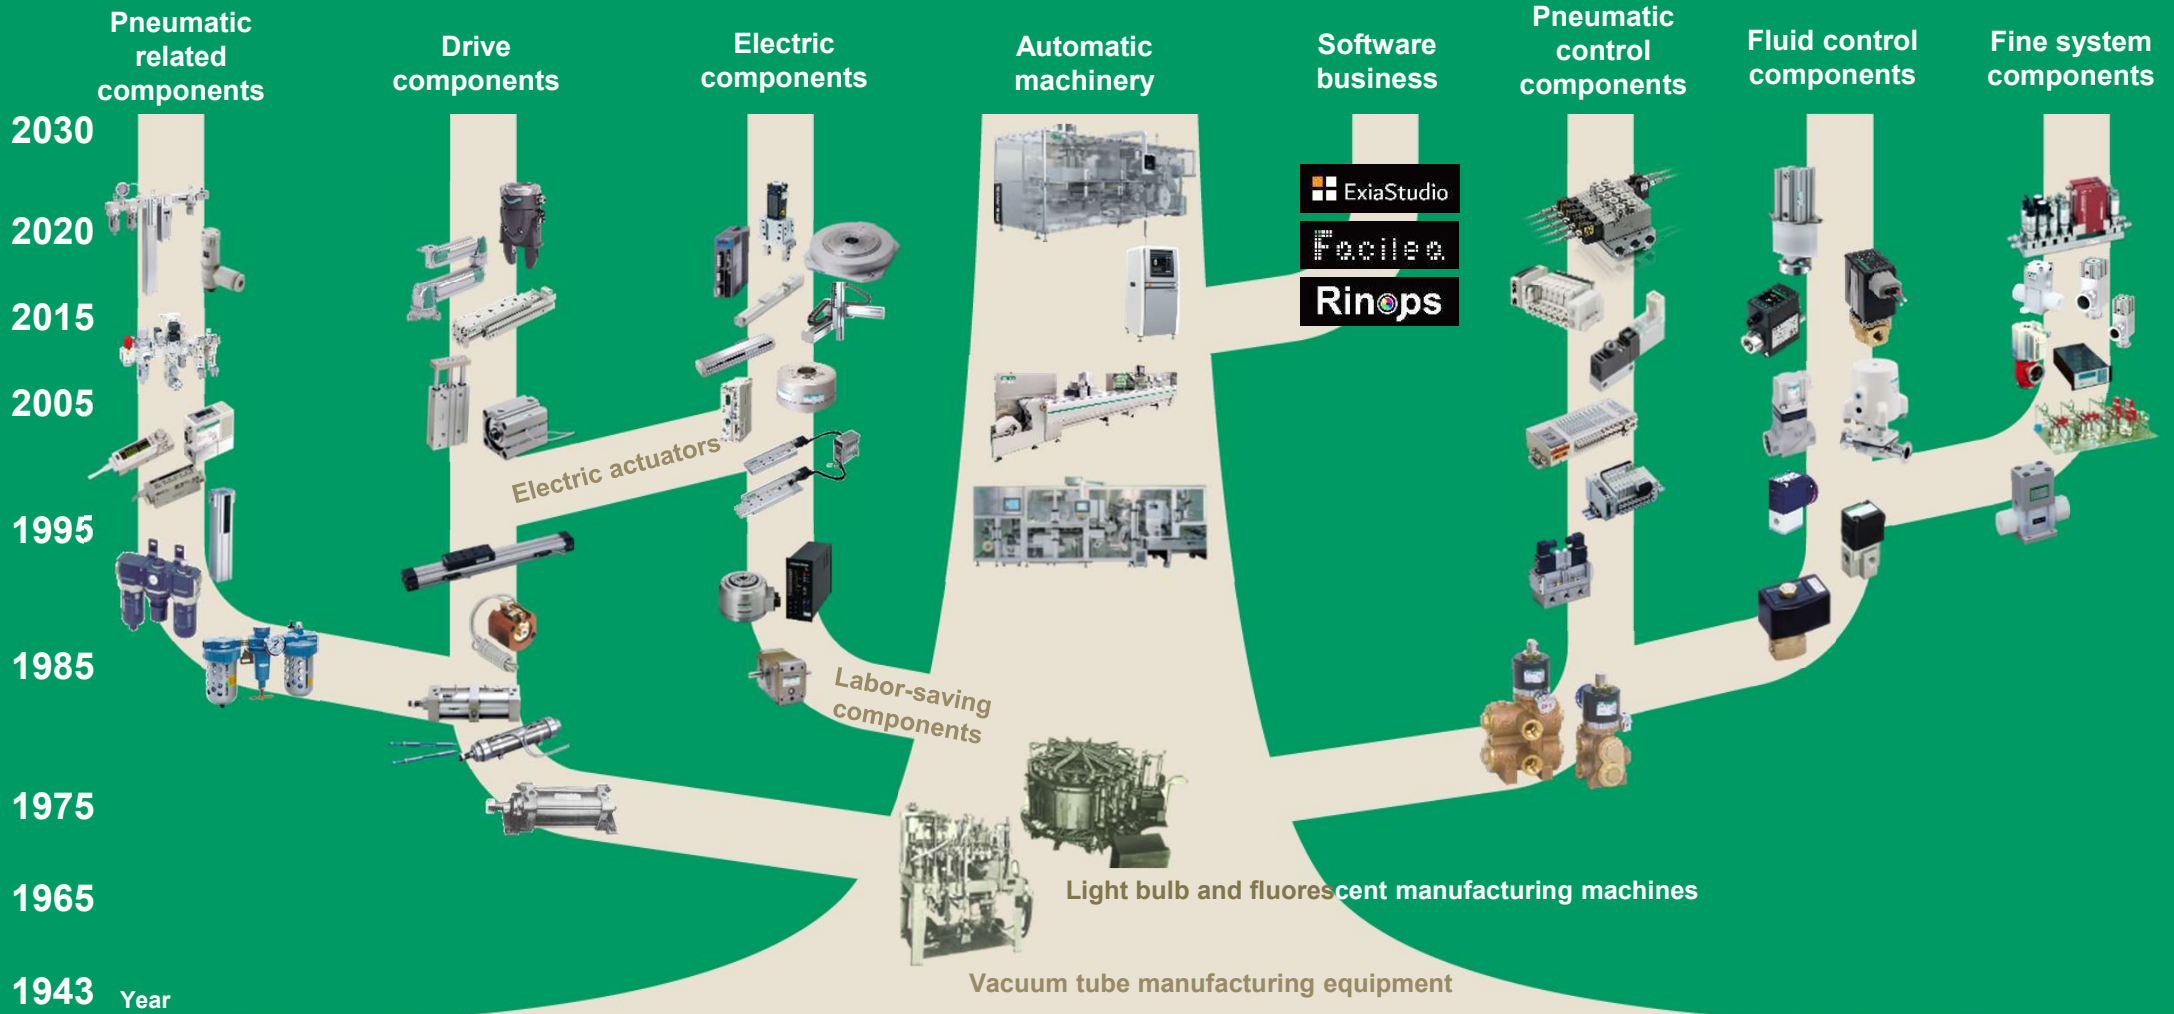 Pneumatic
related
components
Drive
components
Electric
components
Automatic
machinery
Software
business
Pneumatic
control
components
Fluid control
components
Fine system
components
2030
2020
2015
2005
1995
1985
1975
1965
1943 Year
ExiaStudio
Facilea
Rinops
Electric actuators
Labor-saving
components
Light bulb and fluorescent manufacturing machines
Vacuum tube manufacturing equipment